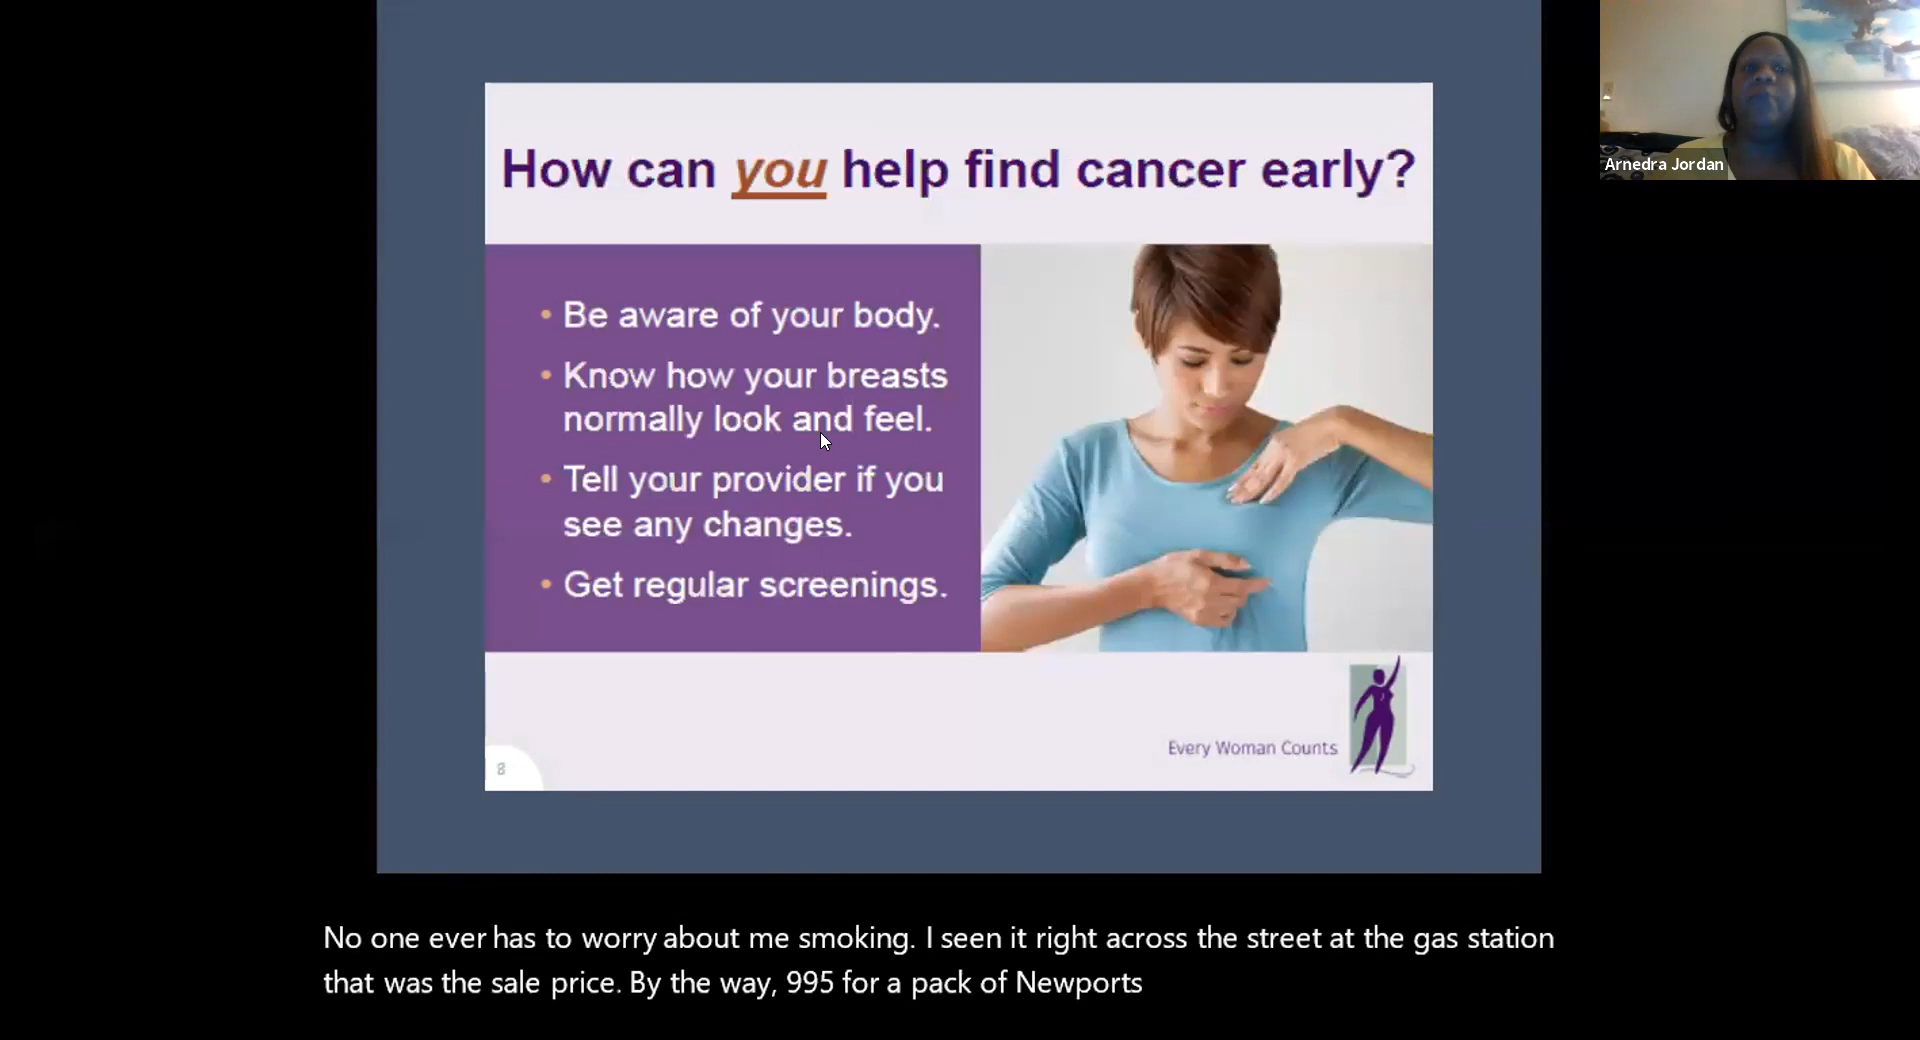 How can you help find cancer early?
• Be aware of your body.
• Know how your breasts
normally look and feel.
• Tell your provider if you
see any changes.
• Get regular screenings.
Every Woman Counts
8
Arnedra Jordan
No one ever has to worry about me smoking. I seen it right across the street at the gas station
that was the sale price. By the way, 995 for a pack of Newports